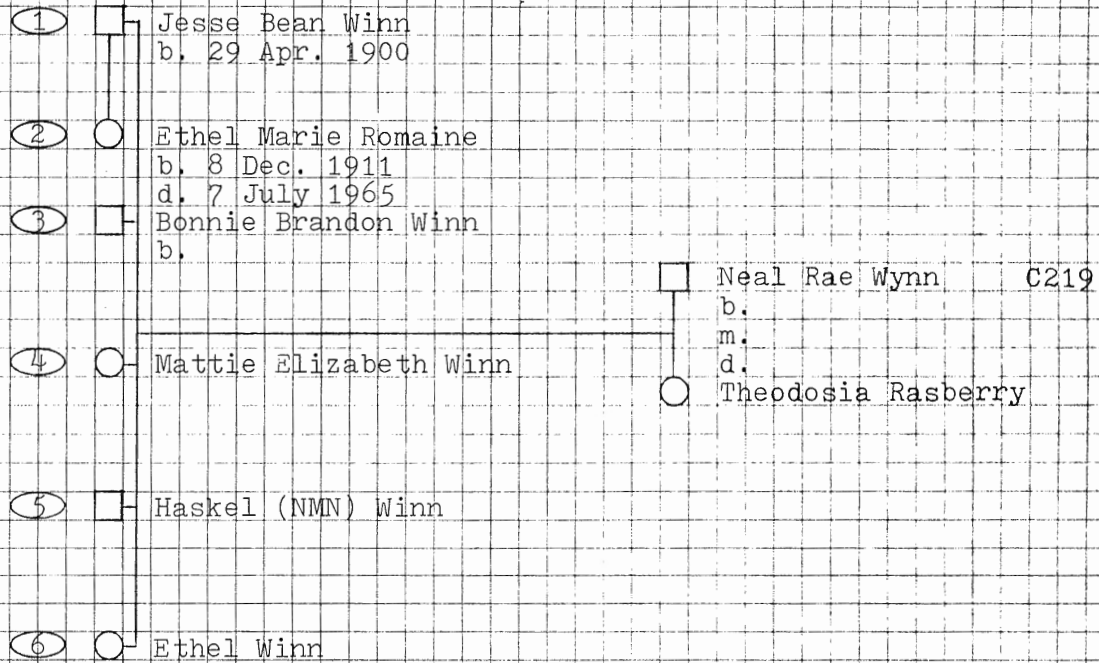 1 Jesse Bean Winn
b. 29 Apr. 1900
2 Ethel Marie Romaine
b. 8 Dec. 1911
d. 7 July 1965
3 Bonnie Brandon Winn
b.
Neal Rae Wynn C219
b.
m.
d.
Theodosia Rasberry
4 Mattie Elizabeth Winn
5 Haskel (NMN) Winn
6 Ethel Winn